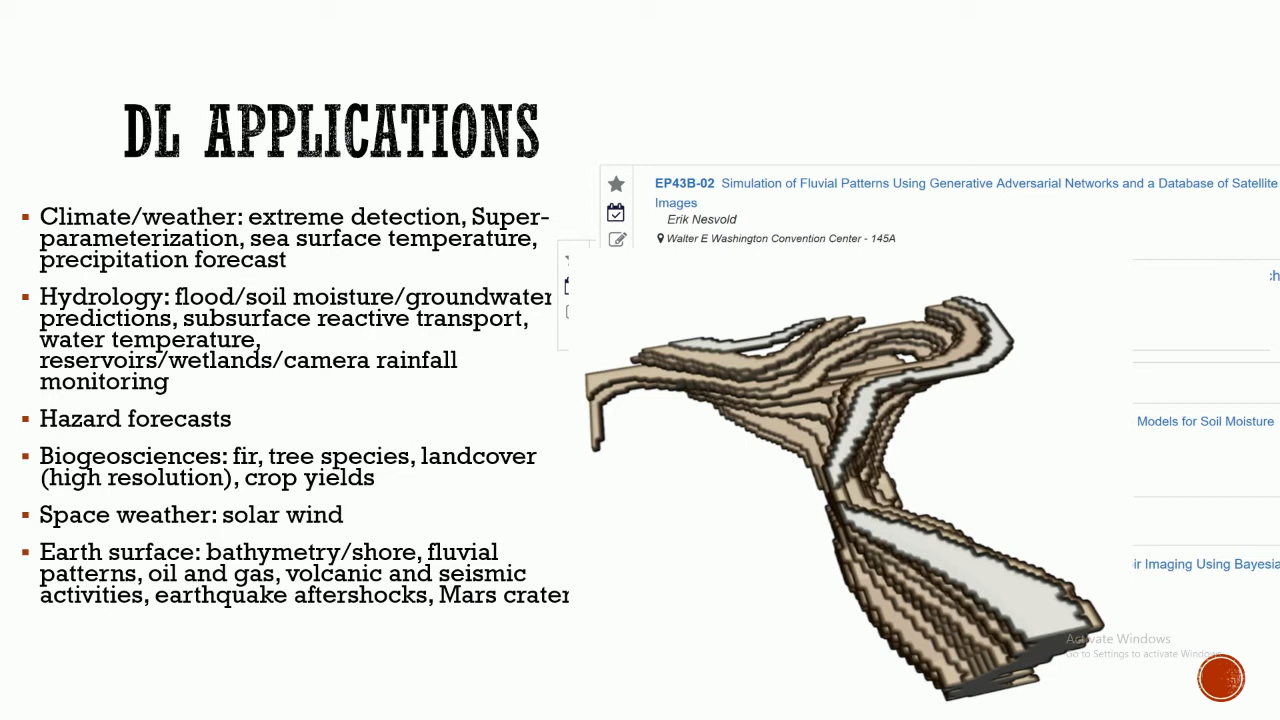 DL APPLICATIONS
▪ Climate/weather: extreme detection, Super-
parameterization, sea surface temperature,
precipitation forecast
▪ Hydrology: flood/soil moisture/groundwater
predictions, subsurface reactive transport,
water temperature,
reservoirs/wetlands/camera rainfall
monitoring
▪ Hazard forecasts
▪ Biogeosciences: fir, tree species, landcover
(high resolution), crop yields
▪ Space weather: solar wind
▪ Earth surface: bathymetry/shore, fluvial
patterns, oil and gas, volcanic and seismic
activities, earthquake aftershocks, Mars crater
EP43B-02 Simulation of Fluvial Patterns Using Generative Adversarial Networks and a Database of Satellite
Images
Erik Nesvold
Walter E Washington Convention Center - 145A
Models for Soil Moisture
Imaging Using
Activate Windows
Go to Settings to activate Windows.